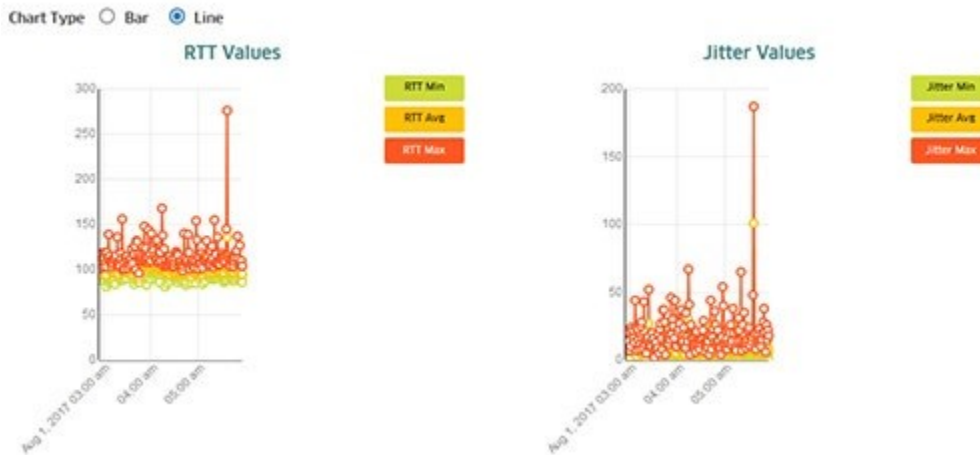 Chart Type Bar Line
RTT Values
300
250
200
150
100
50
0
Aug 1, 2017 03:00 am
04:00 am
05:00 am
RTT Min
RTT Avg
RTT Max
Jitter Values
200
150
100
50
0
Aug 1, 2017 03:00 am
04:00 am
05:00 am
Jitter Min
Jitter Avg
Jitter Max